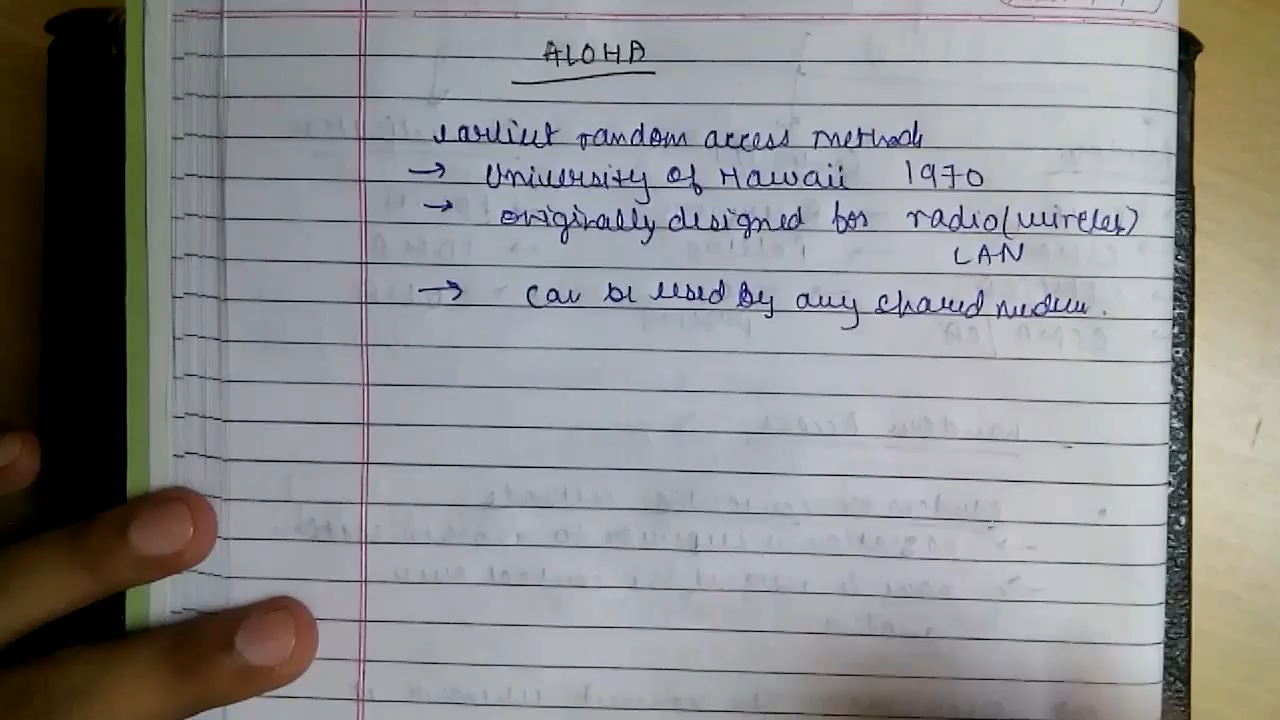 ALOHA
earliest random access methods
→ University of Hawaii 1970
→ originally designed for radio (wireless)
LAN
→ can be used by any shared medium.